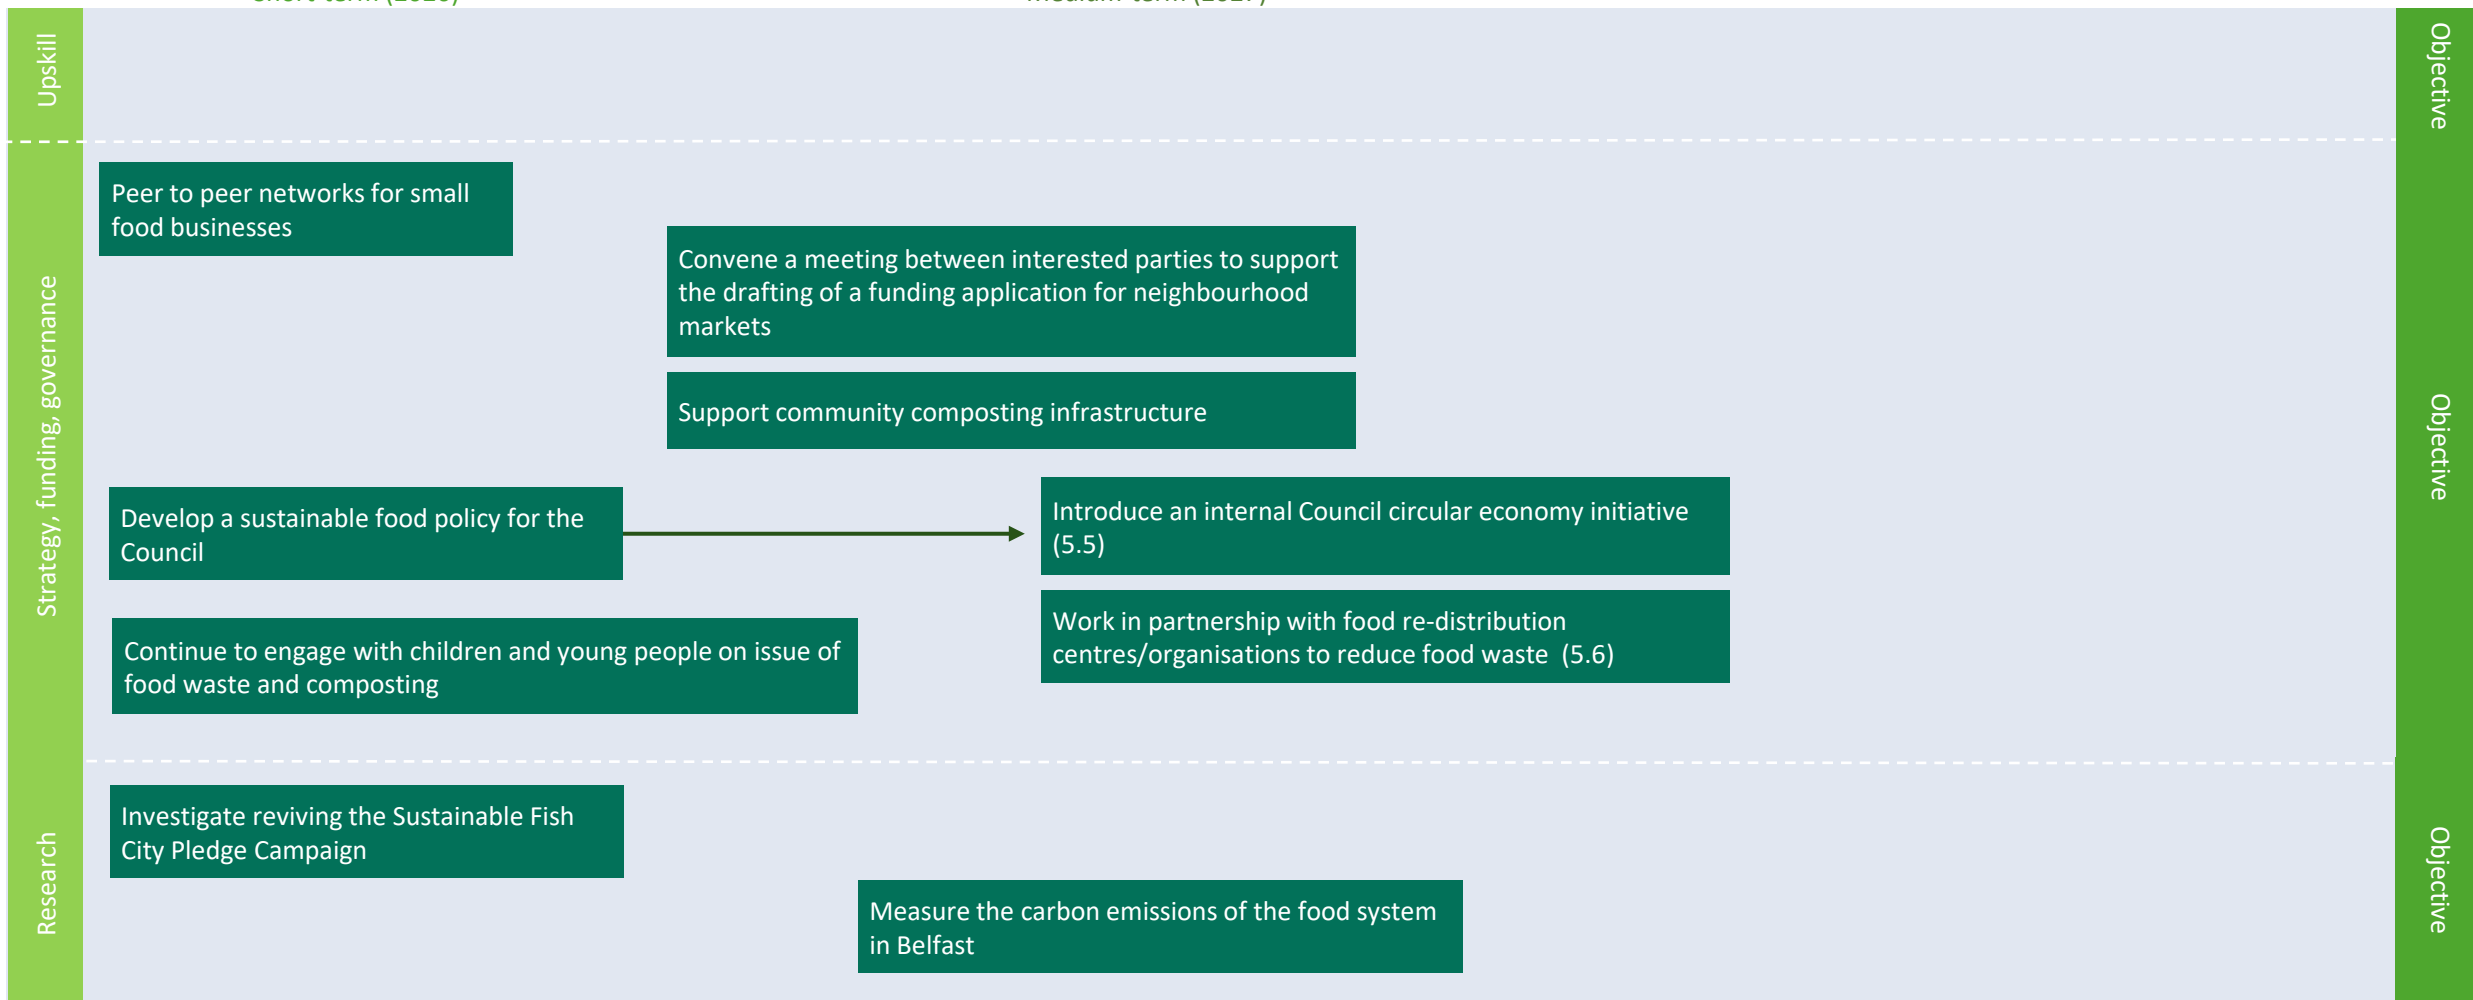 Upskill
Objective
Peer to peer networks for small
food businesses
Convene a meeting between interested parties to support
the drafting of a funding application for neighbourhood
markets
Support community composting infrastructure
Strategy, funding, governance
Objective
Develop a sustainable food policy for the
Council
Introduce an internal Council circular economy initiative
(5.5)
Work in partnership with food re-distribution
centres/organisations to reduce food waste  (5.6)
Continue to engage with children and young people on issue of
food waste and composting
Research
Objective
Investigate reviving the Sustainable Fish
City Pledge Campaign
Measure the carbon emissions of the food system
in Belfast